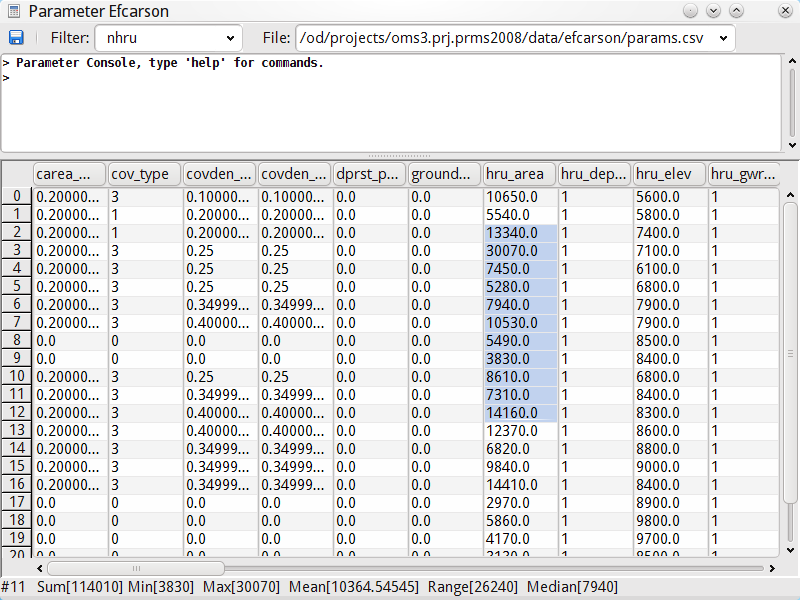 Parameter Efcarson
Filter: nhru File: /od/projects/oms3.prj.prms2008/data/efcarson/params.csv
> Parameter Console, type 'help' for commands.
>
carea_... cov_type covden_... covden_... dprst_p... ground... hru_area hru_dep... hru_elev hru_gwr...
0 0.20000... 3 0.10000... 0.10000... 0.0 0.0 10650.0 1 5600.0 1
1 0.20000... 1 0.20000... 0.20000... 0.0 0.0 5540.0 1 5800.0 1
2 0.20000... 1 0.20000... 0.20000... 0.0 0.0 13340.0 1 7400.0 1
3 0.20000... 3 0.25 0.25 0.0 0.0 30070.0 1 7100.0 1
4 0.20000... 3 0.25 0.25 0.0 0.0 7450.0 1 6100.0 1
5 0.20000... 3 0.25 0.25 0.0 0.0 5280.0 1 6800.0 1
6 0.20000... 3 0.34999... 0.34999... 0.0 0.0 7940.0 1 7900.0 1
7 0.20000... 3 0.40000... 0.40000... 0.0 0.0 10530.0 1 7900.0 1
8 0.0 0 0.0 0.0 0.0 0.0 5490.0 1 8500.0 1
9 0.0 0 0.0 0.0 0.0 0.0 3830.0 1 8400.0 1
10 0.20000... 3 0.25 0.25 0.0 0.0 8610.0 1 6800.0 1
11 0.20000... 3 0.34999... 0.34999... 0.0 0.0 7310.0 1 8400.0 1
12 0.20000... 3 0.40000... 0.40000... 0.0 0.0 14160.0 1 8300.0 1
13 0.20000... 3 0.40000... 0.40000... 0.0 0.0 12370.0 1 8600.0 1
14 0.20000... 3 0.34999... 0.34999... 0.0 0.0 6820.0 1 8800.0 1
15 0.20000... 3 0.34999... 0.34999... 0.0 0.0 9840.0 1 9000.0 1
16 0.20000... 3 0.34999... 0.34999... 0.0 0.0 14410.0 1 8400.0 1
17 0.0 0 0.0 0.0 0.0 0.0 2970.0 1 8900.0 1
18 0.0 0 0.0 0.0 0.0 0.0 5860.0 1 9800.0 1
19 0.0 0 0.0 0.0 0.0 0.0 4170.0 1 9700.0 1
20 0.0 0 0.0 0.0 0.0 0.0 3130.0 1 8500.0 1
#11 Sum[114010] Min[3830] Max[30070] Mean[10364.54545] Range[26240] Median[7940]